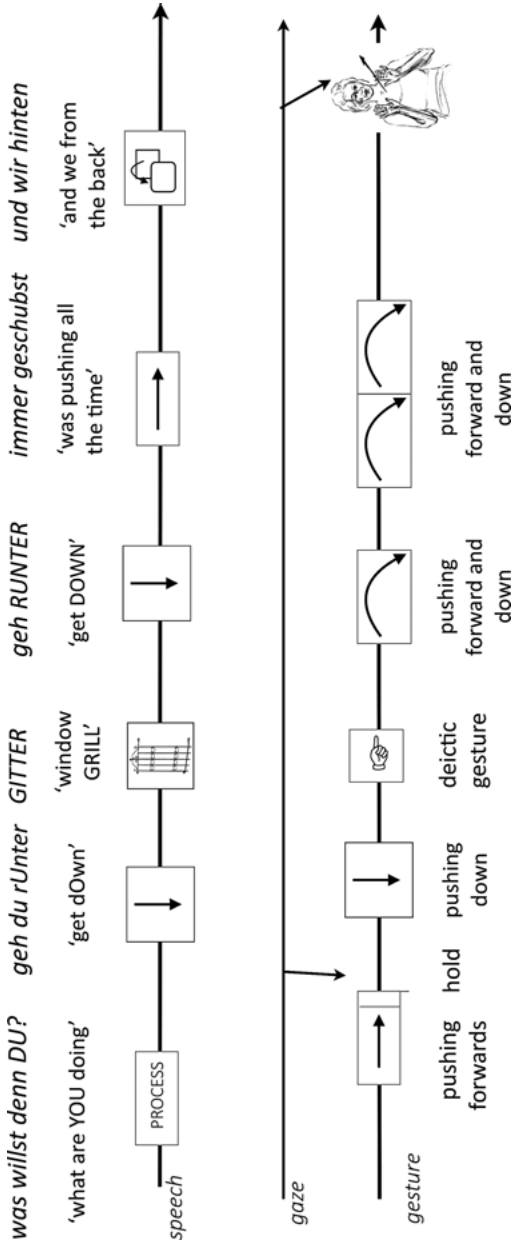 was willst denn DU?
geh du rUnter
GITTER
geh RUNTER
immer geschubst
und wir hinten
‘what are YOU doing’
‘get dOwn’
‘window
GRILL’
‘get DOWN’
‘was pushing all
the time’
‘and we from
the back’
PROCESS
speech
gaze
gesture
pushing
forwards
hold
pushing
down
deictic
gesture
pushing
forward and
down
pushing
forward and
down